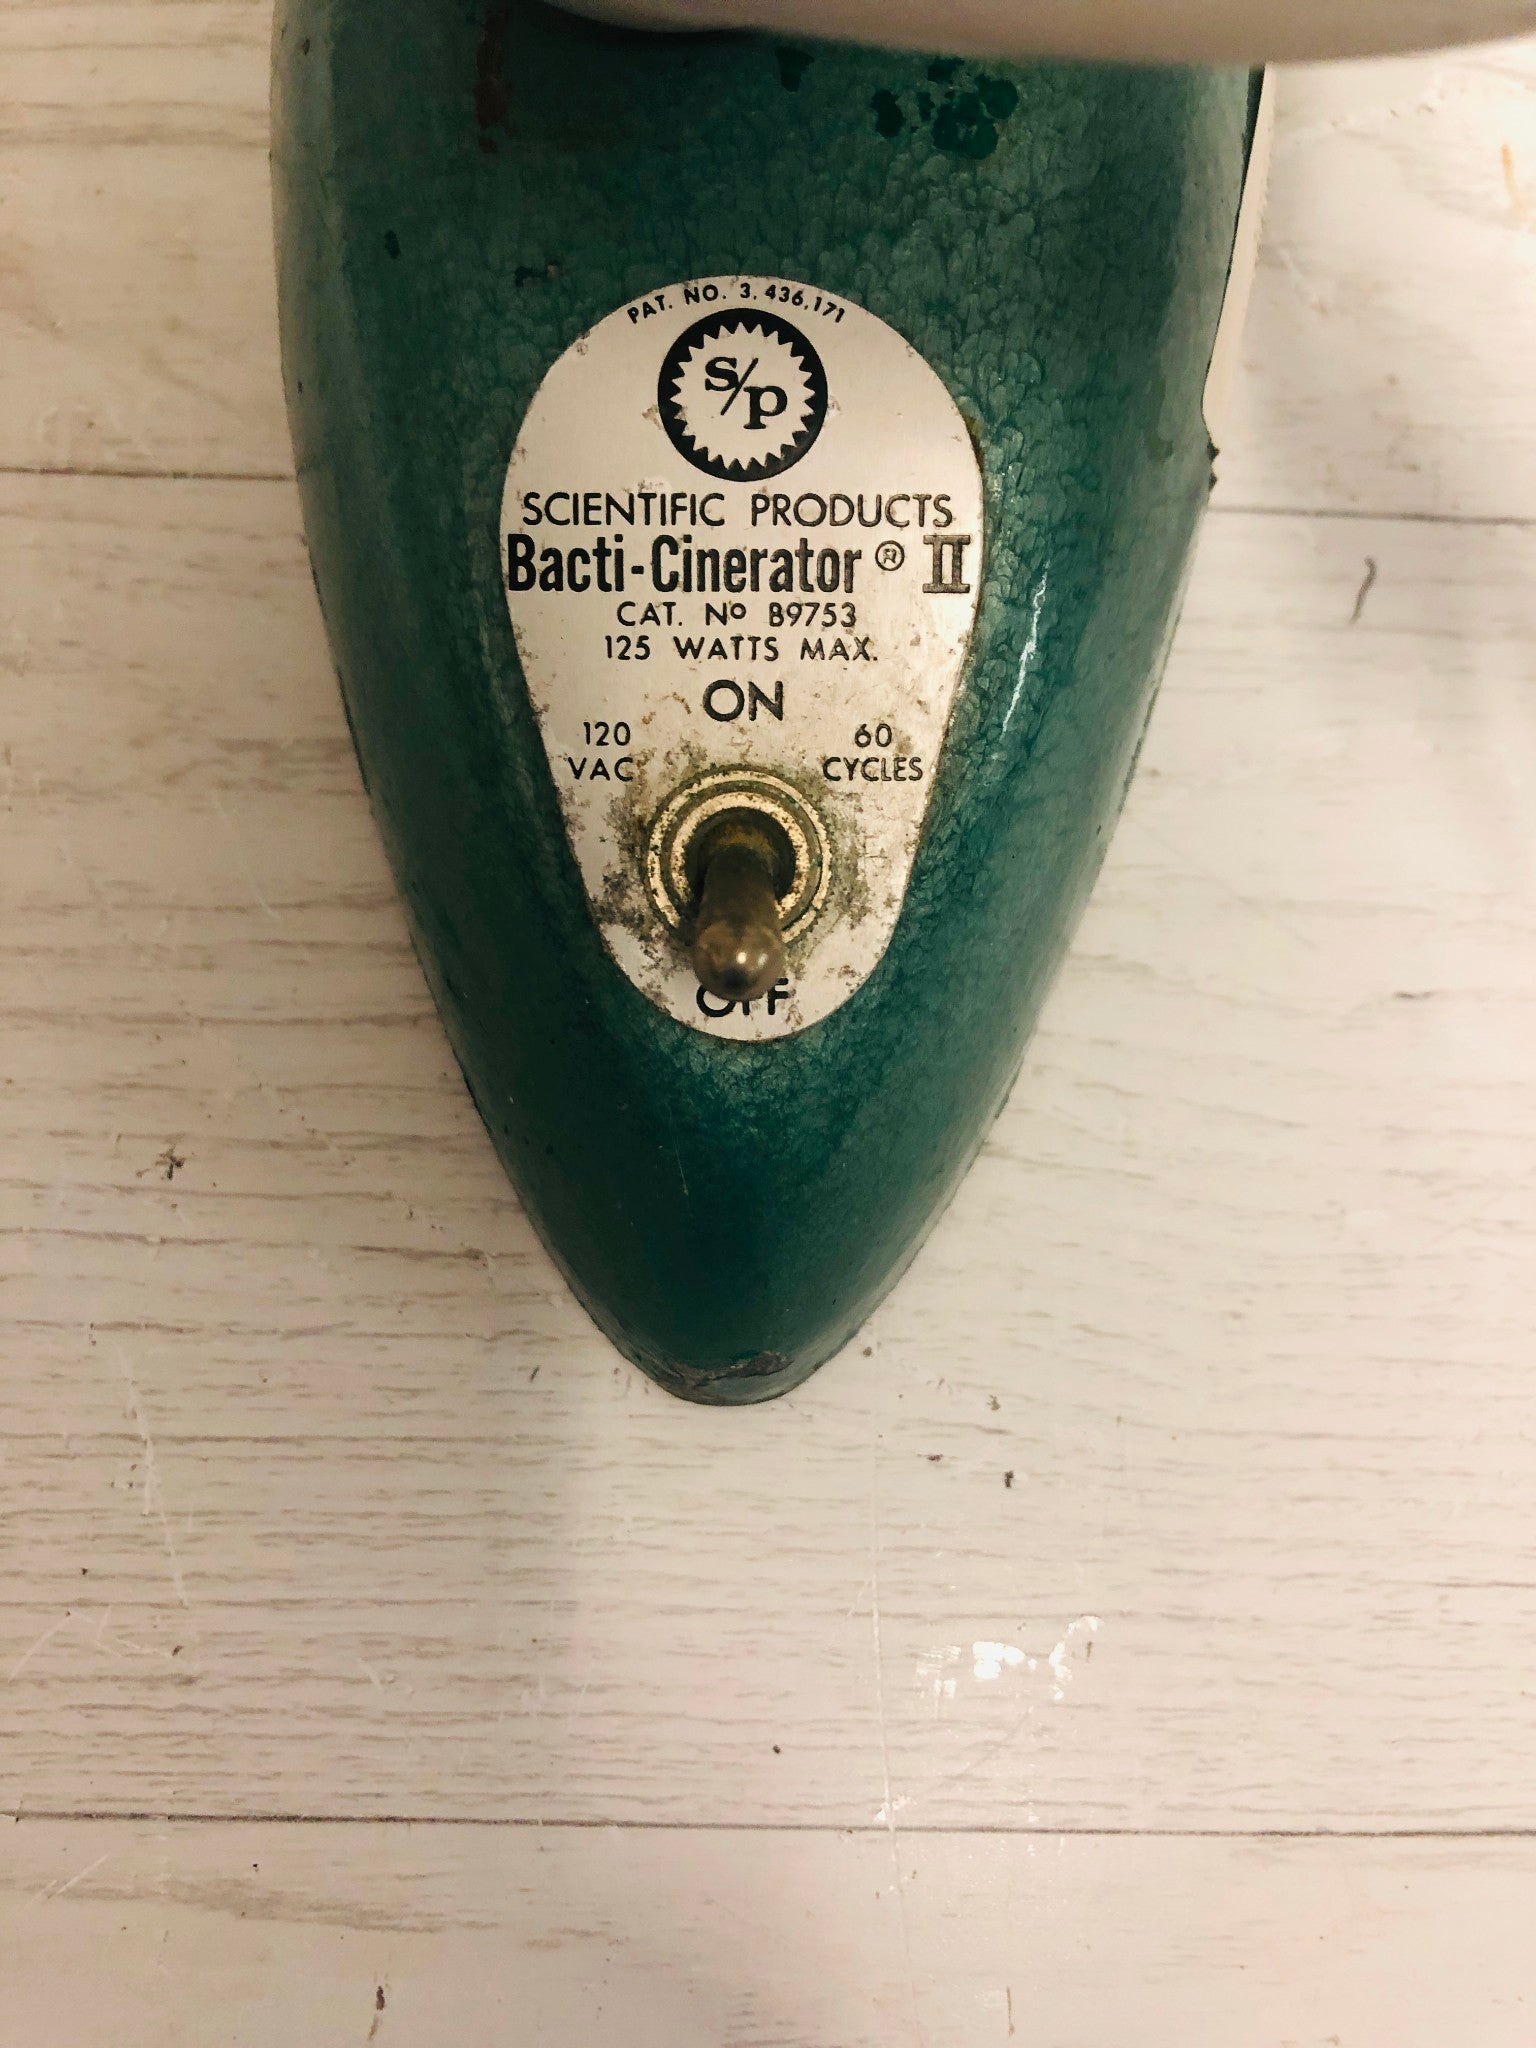 PAT. NO. 3,436,171
s/p
SCIENTIFIC PRODUCTS
Bacti-Cinerator ® II
CAT. Nº B9753
125 WATTS MAX.
ON
120 VAC
60 CYCLES
OFF